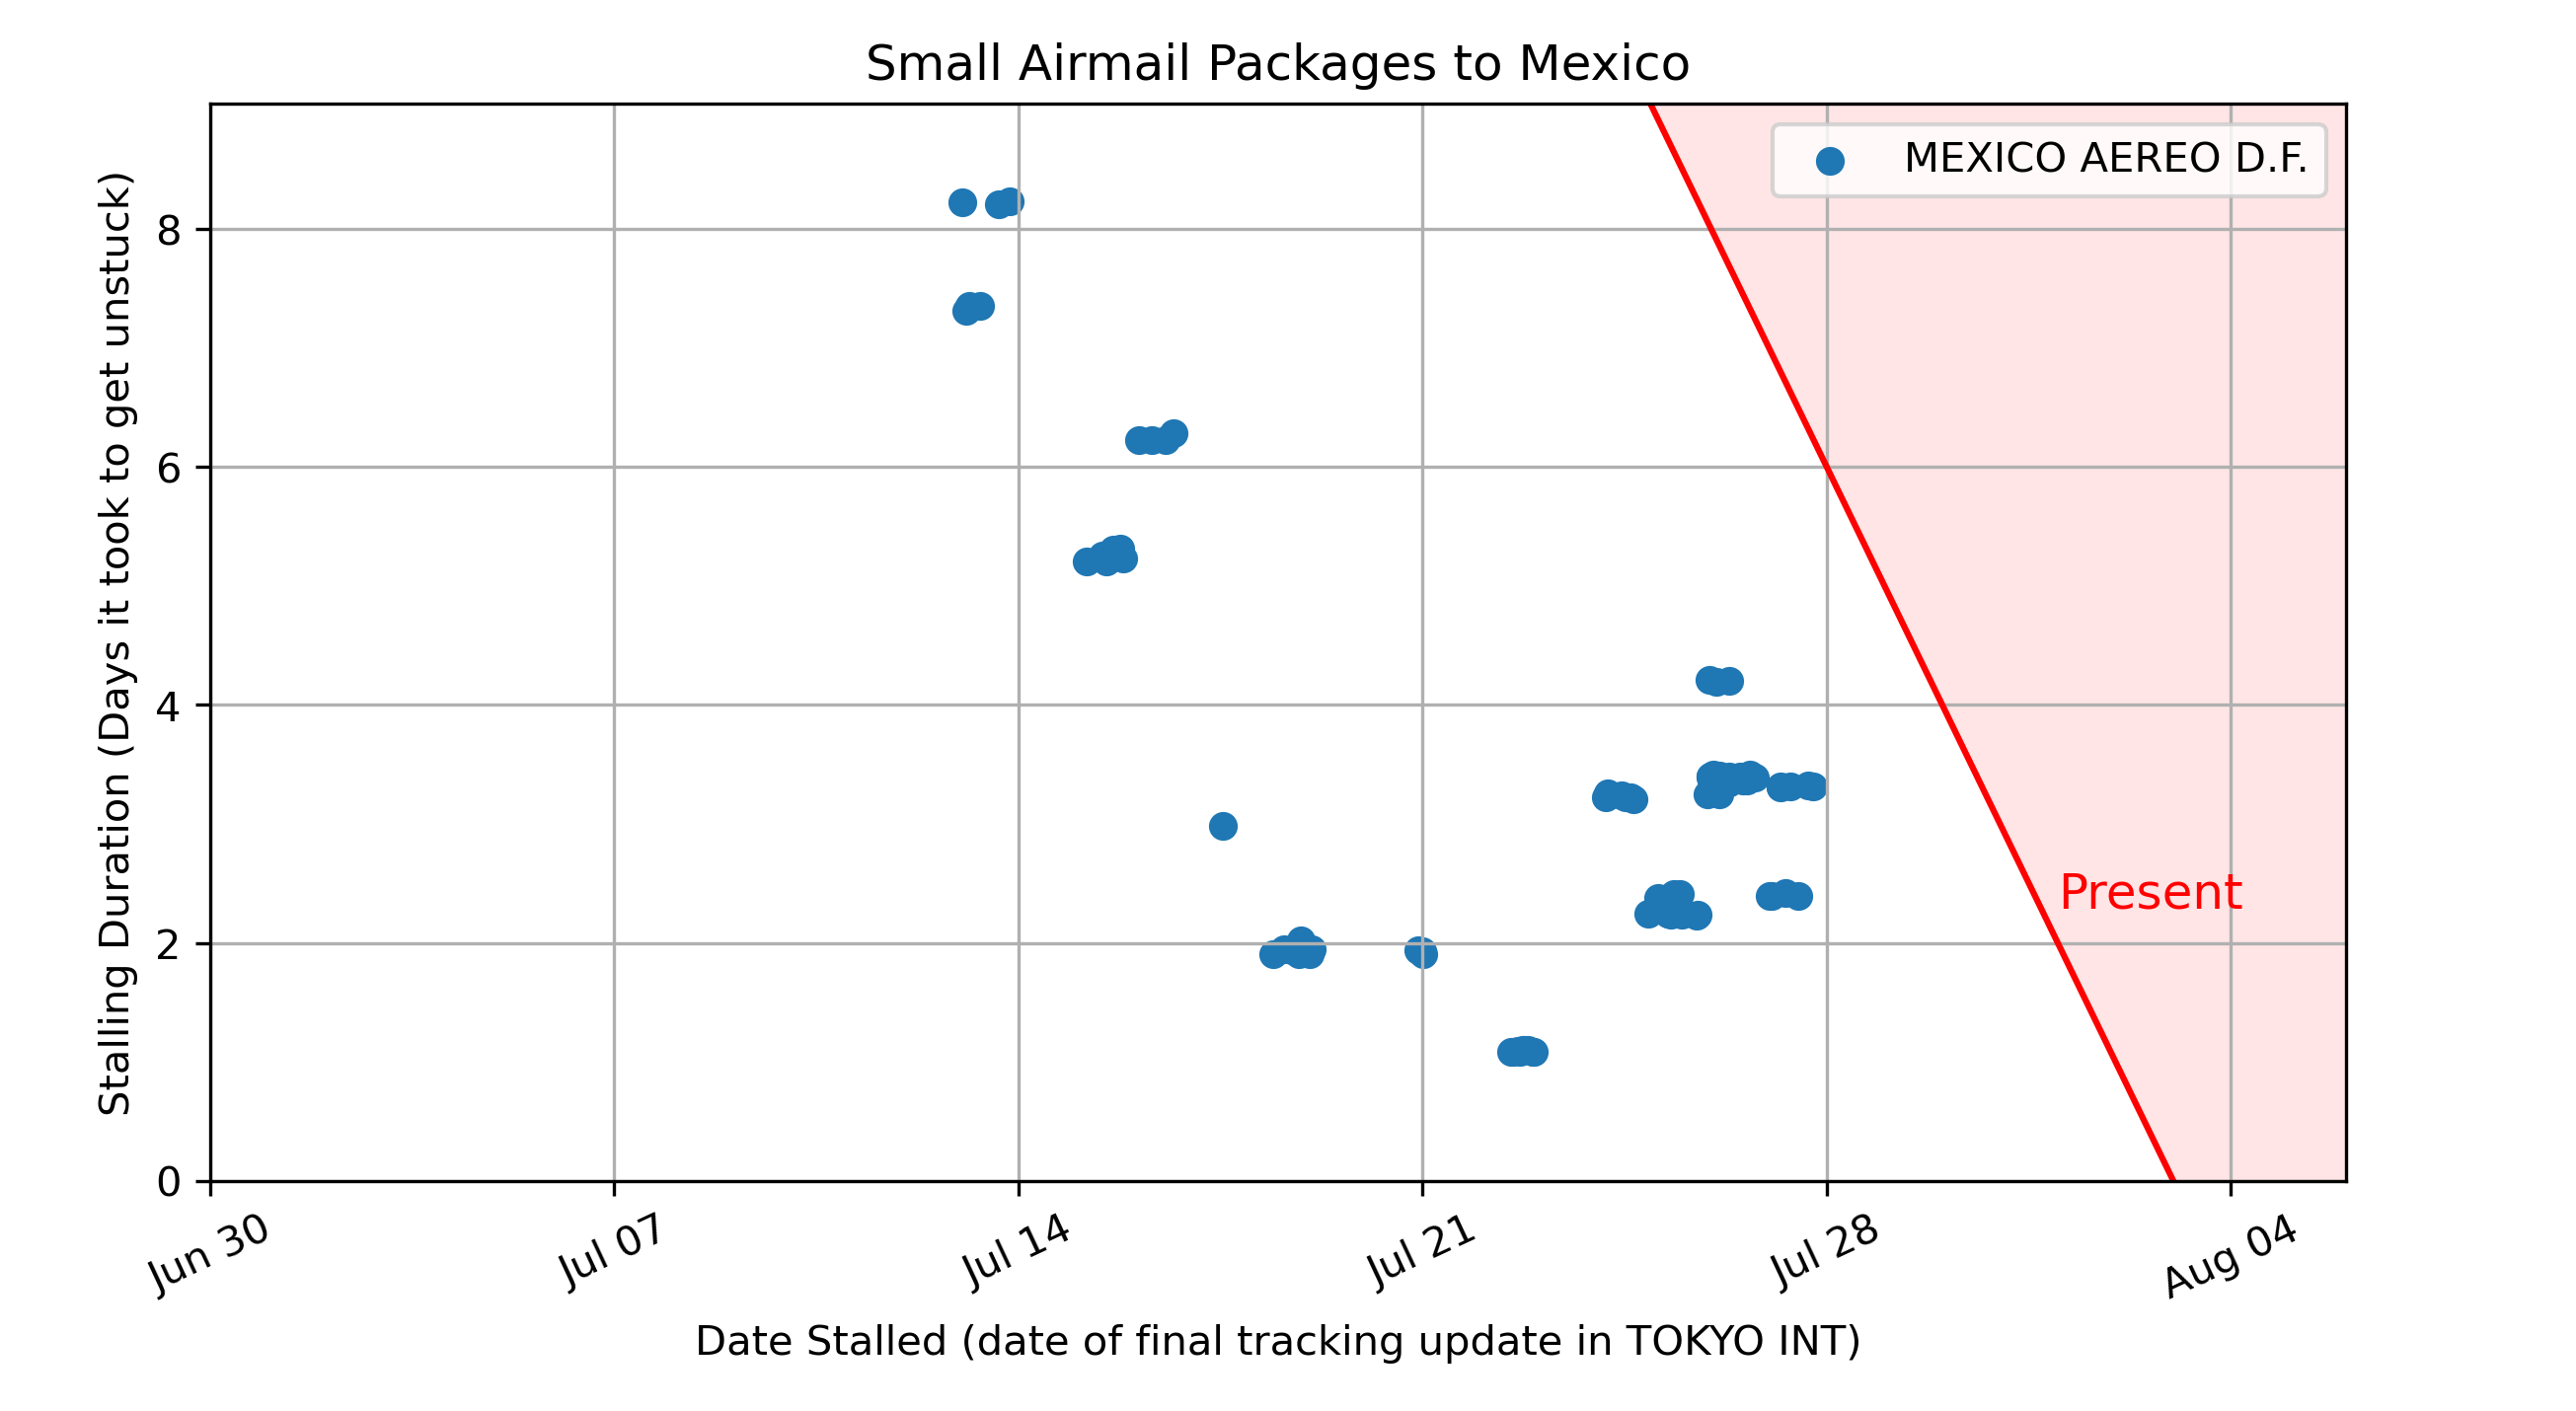 Small Airmail Packages to Mexico
MEXICO AEREO D.F.
Stalling Duration (Days it took to get unstuck)
8
6
4
2
0
Present
Jun 30
Jul 07
Jul 14
Jul 21
Jul 28
Aug 04
Date Stalled (date of final tracking update in TOKYO INT)